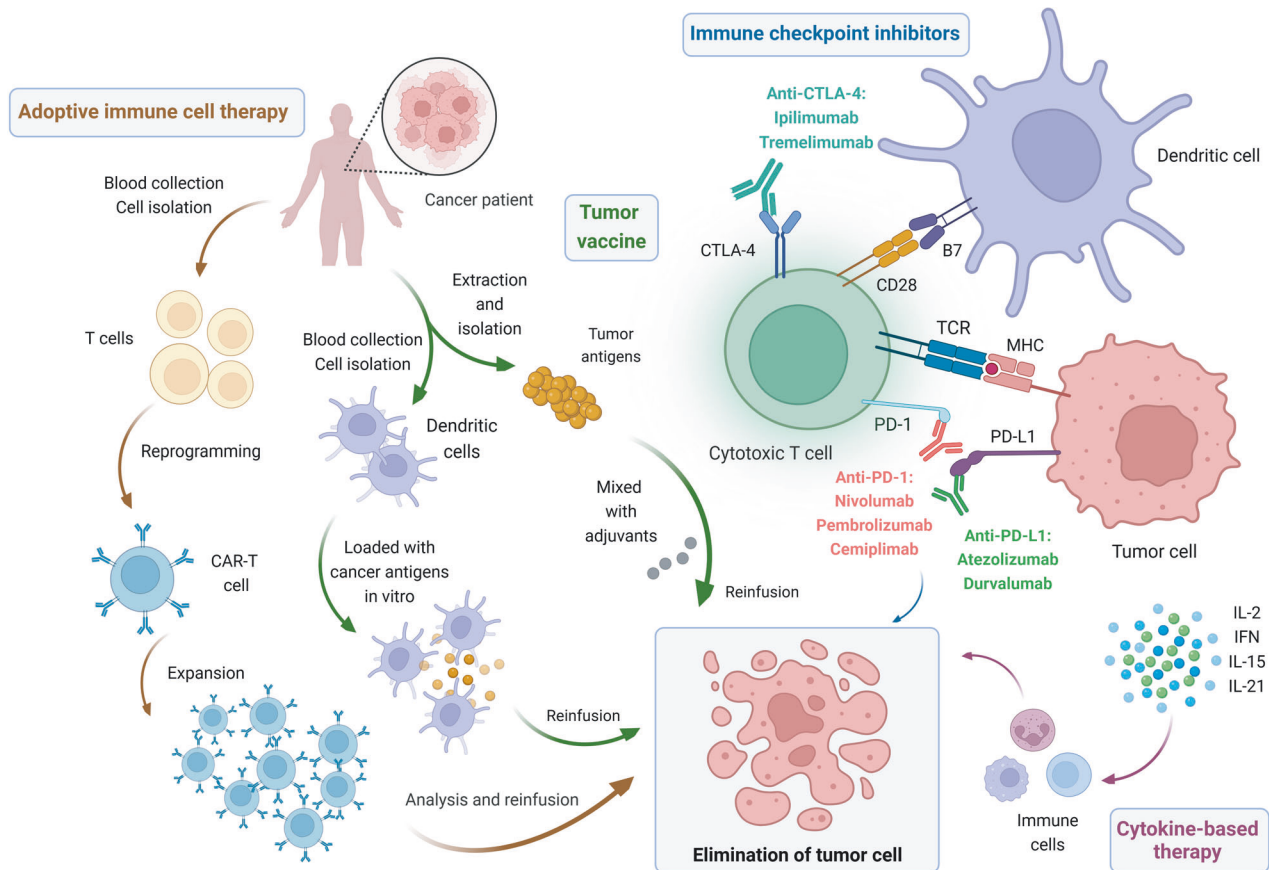 Immune checkpoint inhibitors
Adoptive immune cell therapy
Blood collection
Cell isolation
Cancer patient
T cells
Reprogramming
CAR-T
cell
Expansion
Analysis and reinfusion
Tumor
vaccine
Extraction
and
isolation
Blood collection
Cell isolation
Tumor
antigens
Dendritic
cells
Loaded with
cancer antigens
in vitro
Reinfusion
Mixed
with
adjuvants
Reinfusion
Anti-CTLA-4:
Ipilimumab
Tremelimumab
Dendritic cell
CTLA-4
B7
CD28
TCR
MHC
PD-1
PD-L1
Cytotoxic T cell
Anti-PD-1:
Nivolumab
Pembrolizumab
Cemiplimab
Anti-PD-L1:
Atezolizumab
Durvalumab
Tumor cell
IL-2
IFN
IL-15
IL-21
Immune
cells
Cytokine-based
therapy
Elimination of tumor cell